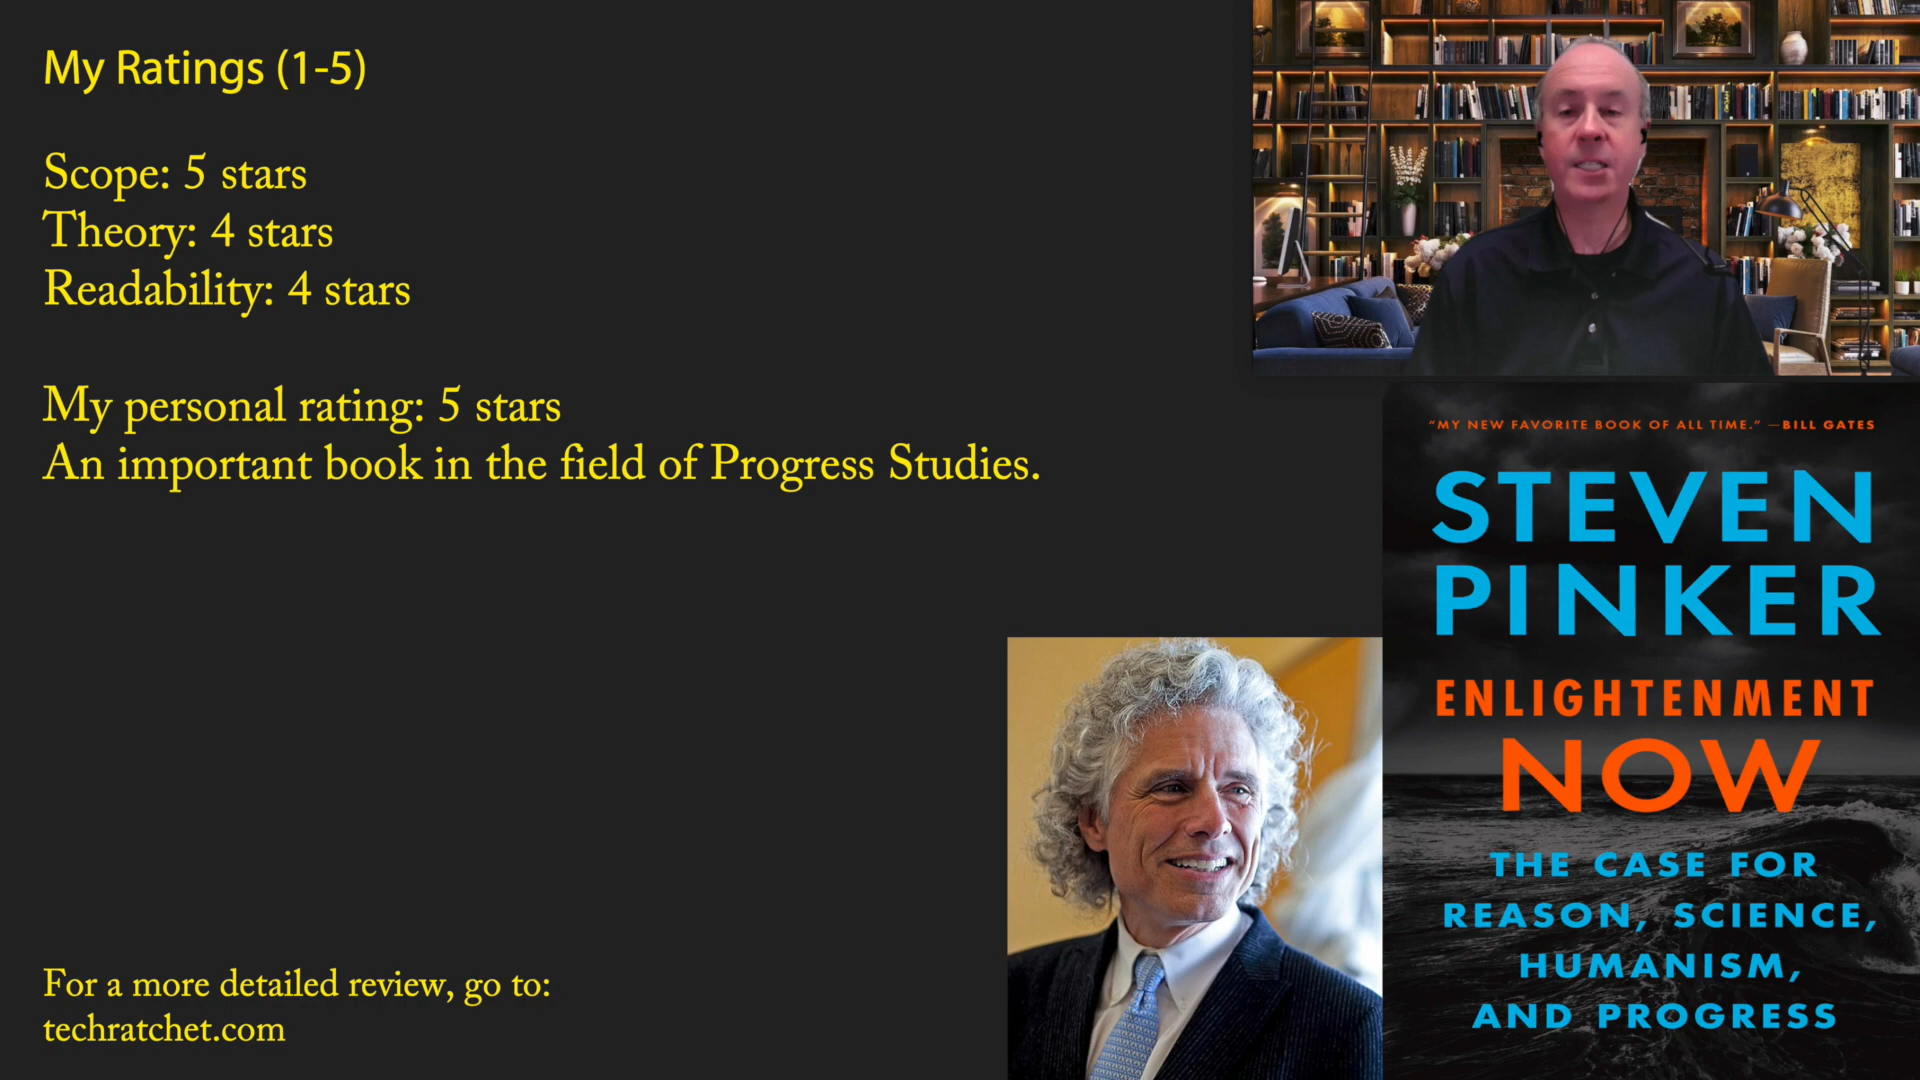 My Ratings (1-5)
Scope: 5 stars
Theory: 4 stars
Readability: 4 stars
My personal rating: 5 stars
An important book in the field of Progress Studies.
For a more detailed review, go to:
techratchet.com
“MY NEW FAVORITE BOOK OF ALL TIME.” —BILL GATES
STEVEN
PINKER
ENLIGHTENMENT
NOW
THE CASE FOR
REASON, SCIENCE,
HUMANISM,
AND PROGRESS